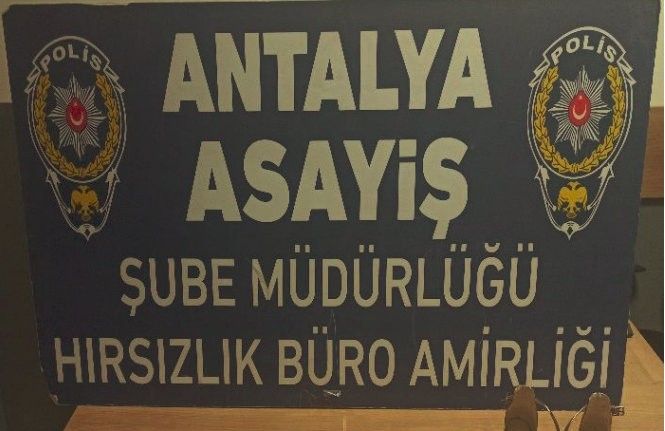 POLİS
POLİS
ANTALYA
ASAYİŞ
ŞUBE MÜDÜRLÜĞÜ
HIRSIZLIK BÜRO AMİRLİĞİ